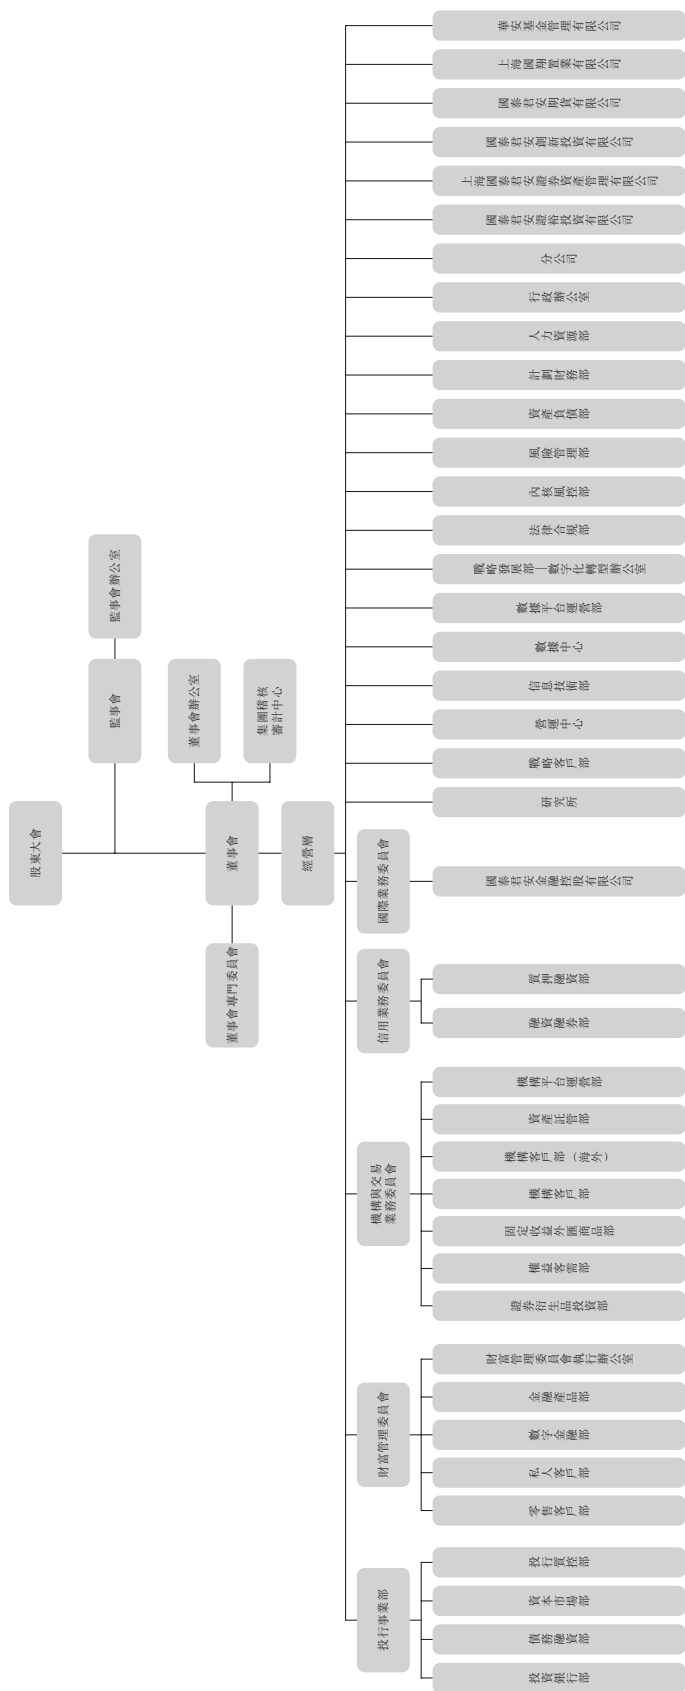 股東大會
監事會
監事會辦公室
董事會
董事會辦公室
集團稽核
審計中心
董事會專門委員會
經營層
投行事業部
投資銀行部
債務融資部
資本市場部
投行質控部
財富管理委員會
零售客戶部
私人客戶部
數字金融部
金融產品部
財富管理委員會執行辦公室
機構與交易
業務委員會
證券衍生品投資部
權益客需部
固定收益外匯商品部
機構客戶部
機構客戶部（海外）
資產託管部
機構平台運營部
信用業務委員會
融資融券部
質押融資部
國際業務委員會
國泰君安金融控股有限公司
研究所
戰略客戶部
營運中心
信息技術部
數據中心
數據平台運營部
戰略發展部—數字化轉型辦公室
法律合規部
內核風控部
風險管理部
資產負債部
計劃財務部
人力資源部
行政辦公室
分公司
國泰君安證裕投資有限公司
上海國泰君安證券資產管理有限公司
國泰君安創新投資有限公司
國泰君安期貨有限公司
上海國翔置業有限公司
華安基金管理有限公司